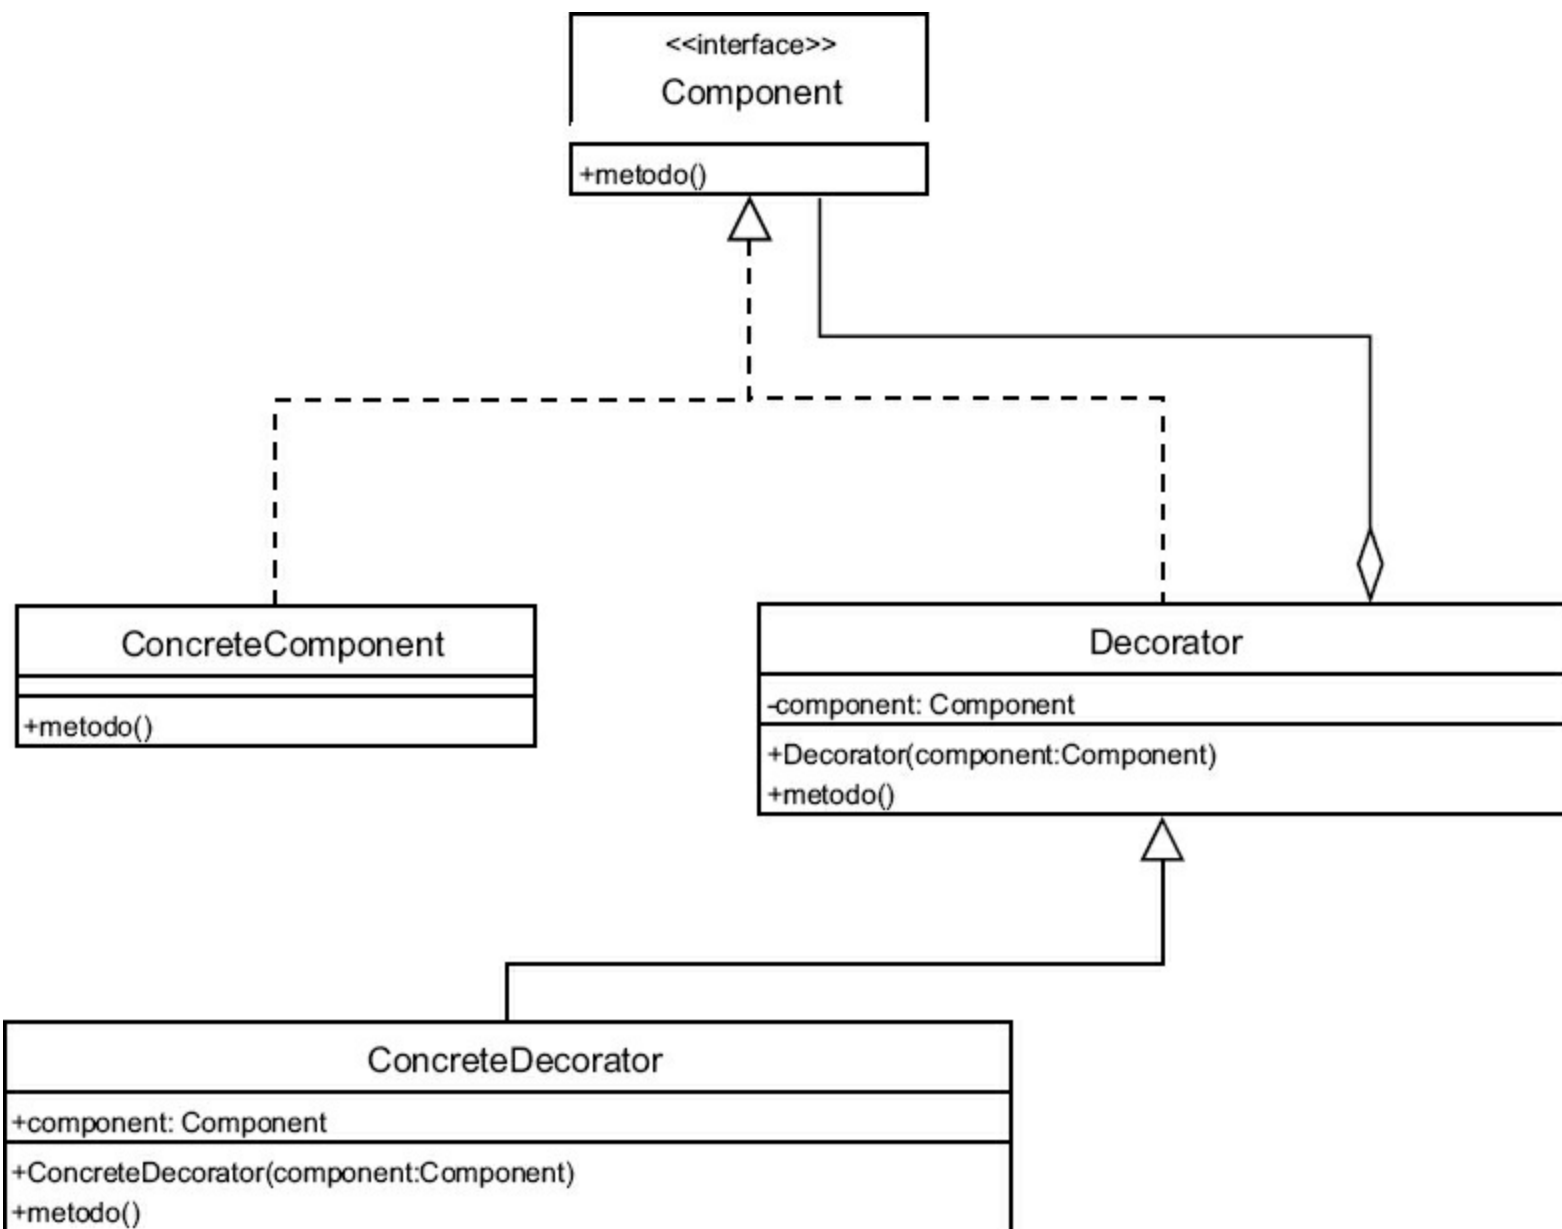 <<interface>>
Component
+metodo()
ConcreteComponent
+metodo()
Decorator
-component: Component
+Decorator(component:Component)
+metodo()
ConcreteDecorator
+component: Component
+ConcreteDecorator(component:Component)
+metodo()